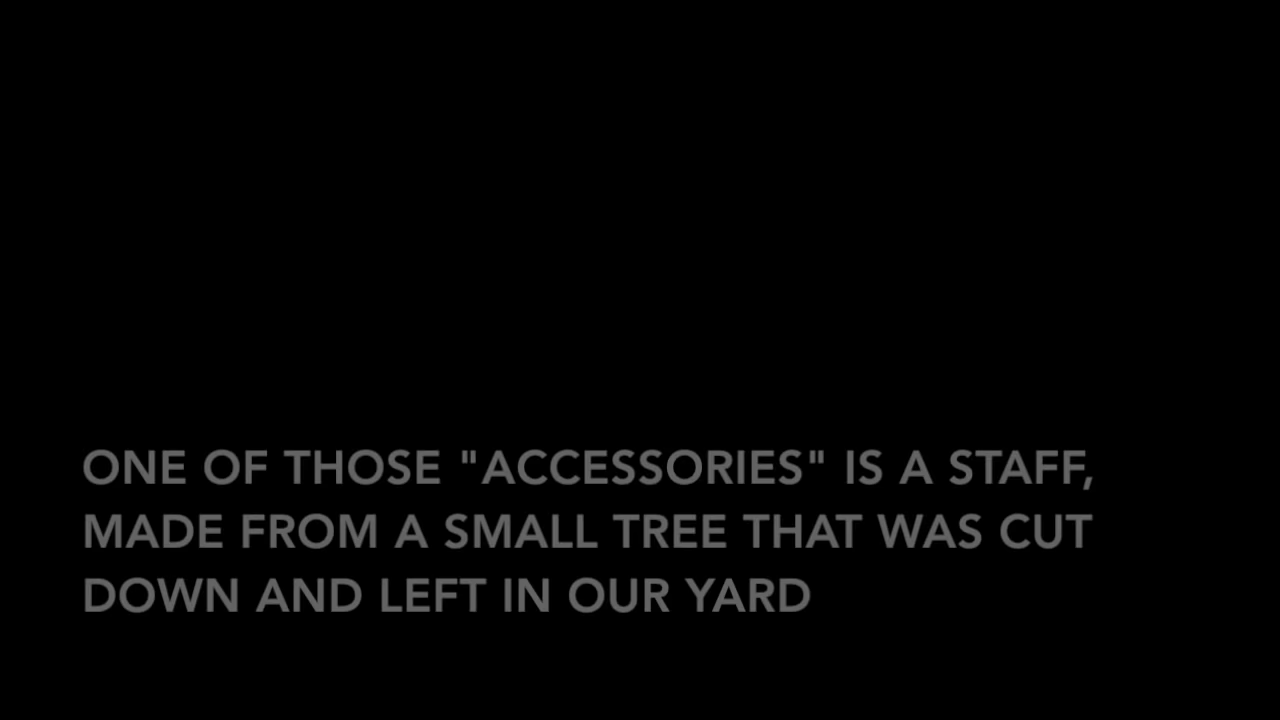 ONE OF THOSE "ACCESSORIES" IS A STAFF,
MADE FROM A SMALL TREE THAT WAS CUT
DOWN AND LEFT IN OUR YARD